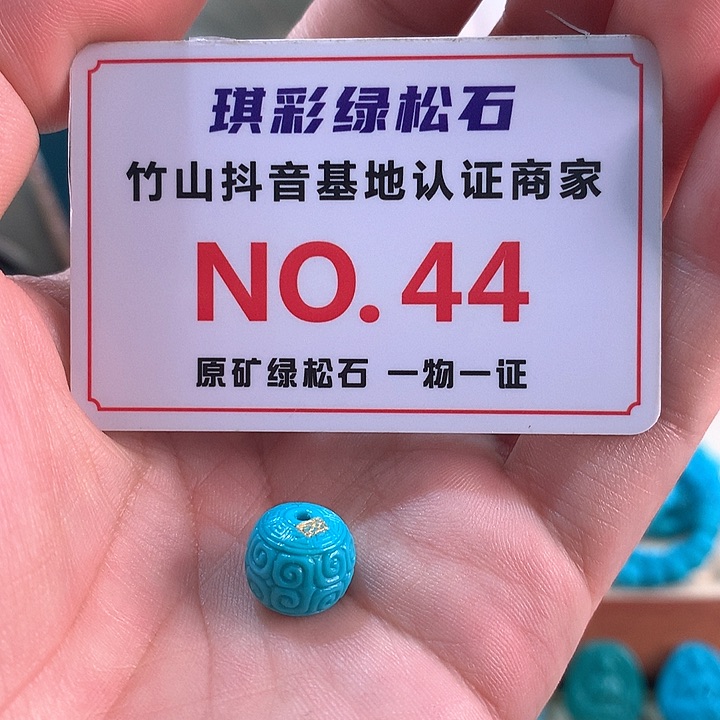 琪彩绿松石
竹山抖音基地认证商家
NO. 44
原矿绿松石 一物一证